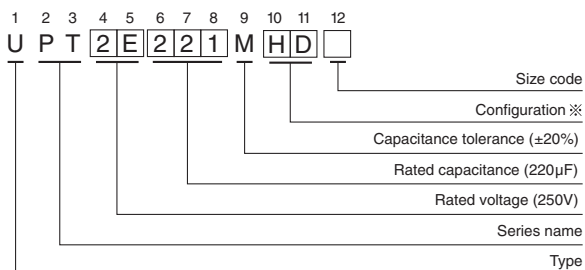 1 2 3 4 5 6 7 8 9 10 11 12
U P T 2 E 2 2 1 M H D
Size code
Configuration ※
Capacitance tolerance (±20%)
Rated capacitance (220µF)
Rated voltage (250V)
Series name
Type